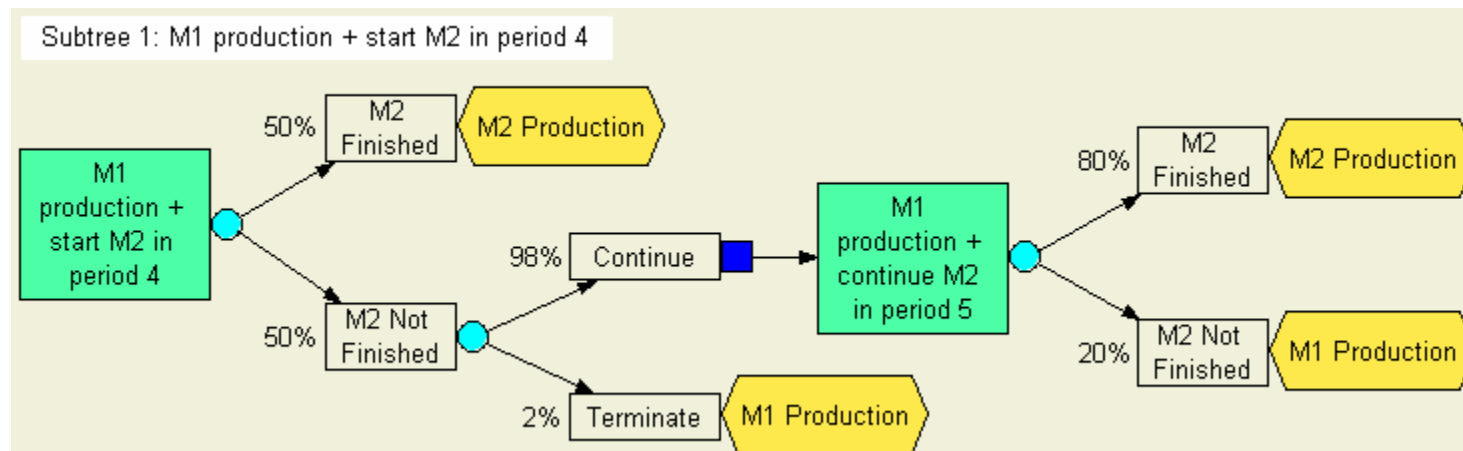 Subtree 1: M1 production + start M2 in period 4
M1
production +
start M2 in
period 4
50%
M2
Finished
M2 Production
50%
M2 Not
Finished
98%
Continue
2%
Terminate
M1 Production
M1
production +
continue M2
in period 5
80%
M2
Finished
M2 Production
20%
M2 Not
Finished
M1 Production